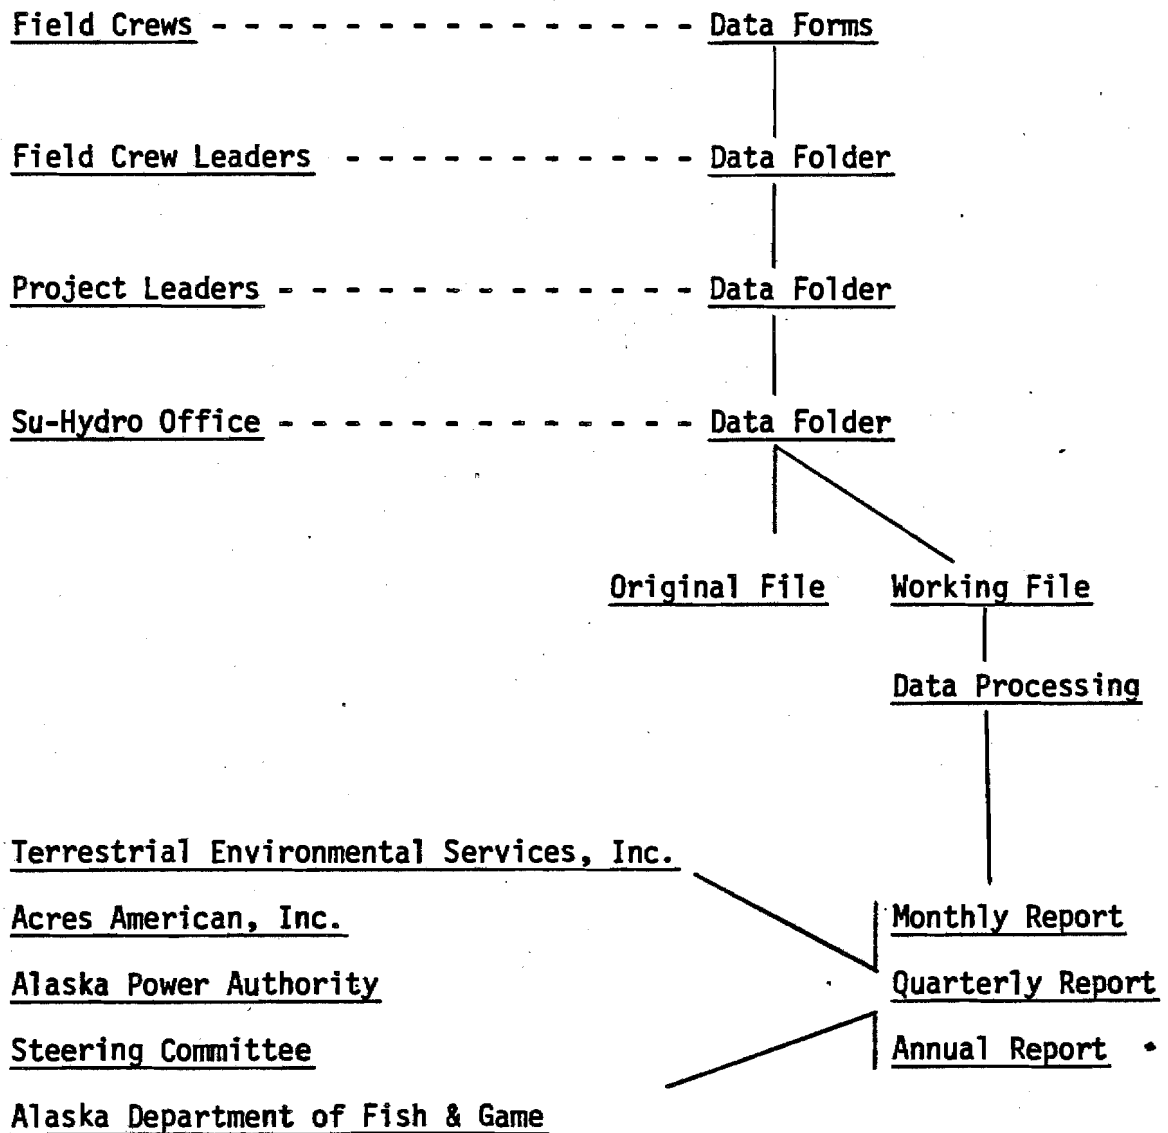 Field Crews - - - - - - - - - - - - - - - Data Forms
Field Crew Leaders - - - - - - - - - - - Data Folder
Project Leaders - - - - - - - - - - - - - Data Folder
Su-Hydro Office - - - - - - - - - - - - - Data Folder
Original File Working File
Data Processing
Terrestrial Environmental Services, Inc.
Acres American, Inc. Monthly Report
Alaska Power Authority Quarterly Report
Steering Committee Annual Report
Alaska Department of Fish & Game